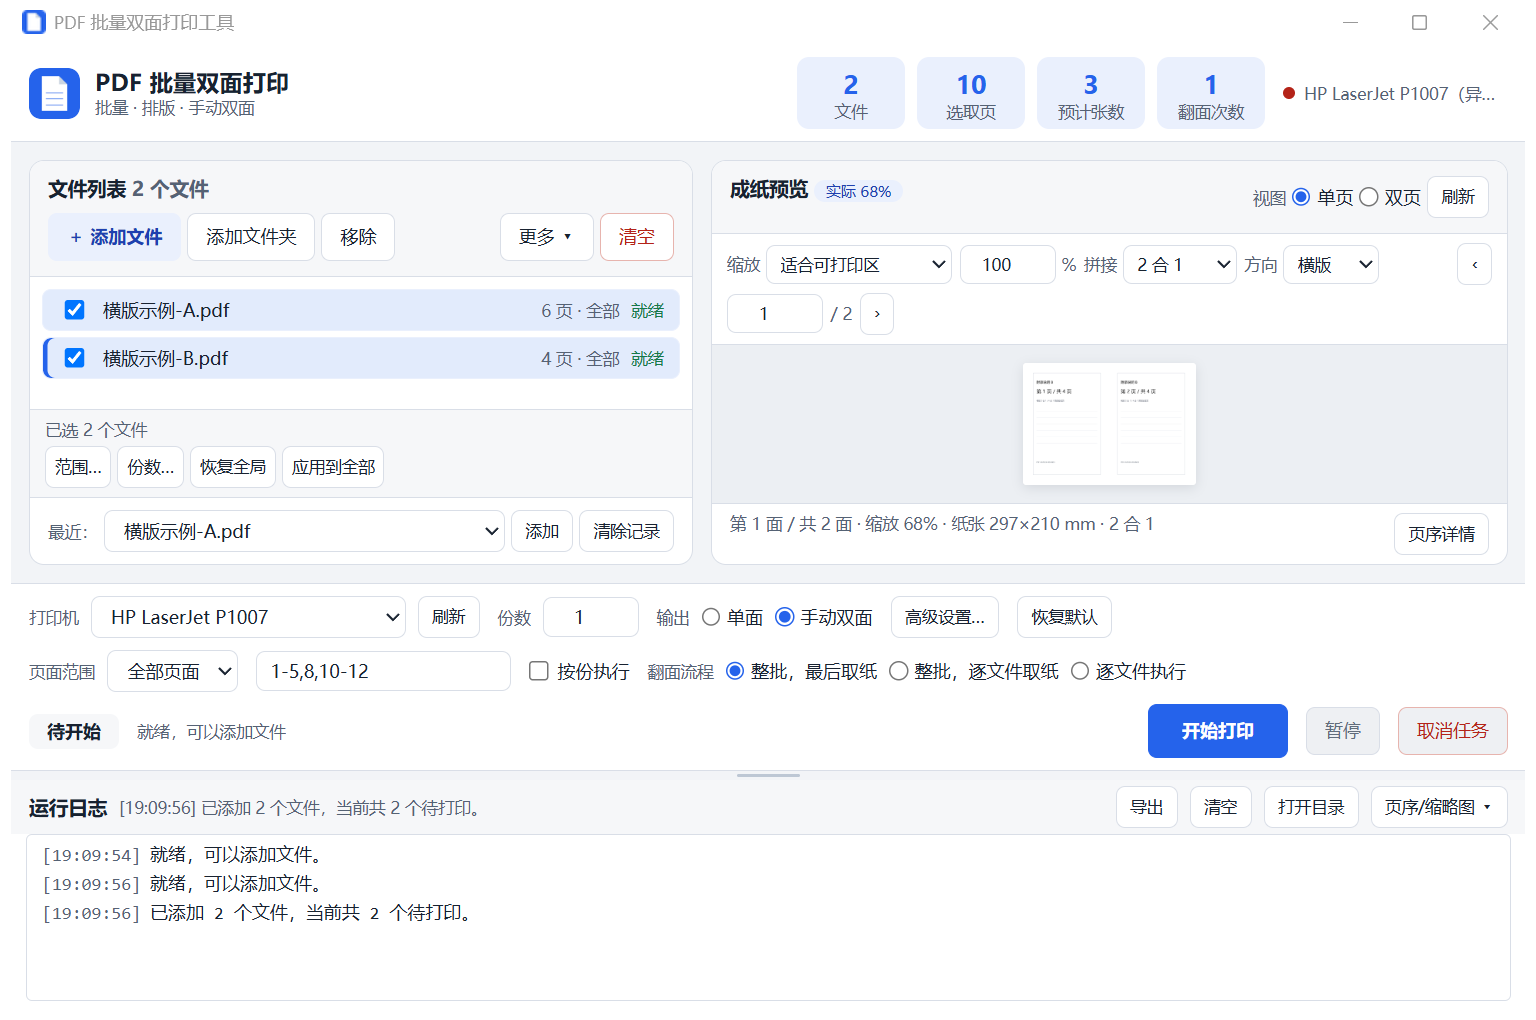 PDF 批量双面打印工具
PDF 批量双面打印
批量 · 排版 · 手动双面
2
文件
10
选取页
3
预计张数
1
翻面次数
HP LaserJet P1007（异...
文件列表 2 个文件
+ 添加文件
添加文件夹
移除
更多
清空
横版示例-A.pdf
6 页 · 全部 就绪
横版示例-B.pdf
4 页 · 全部 就绪
已选 2 个文件
范围...
份数...
恢复全局
应用到全部
最近：
横版示例-A.pdf
添加
清除记录
成纸预览 实际 68%
视图 单页 双页 刷新
缩放 适合可打印区 100 % 拼接 2 合 1 方向 横版 ‹
1 / 2 ›
第 1 页 / 共 4 页
第 2 页 / 共 4 页
第 1 面 / 共 2 面 · 缩放 68% · 纸张 297×210 mm · 2 合 1
页序详情
打印机 HP LaserJet P1007 刷新 份数 1 输出 单面 手动双面 高级设置... 恢复默认
页面范围 全部页面 1-5,8,10-12 按份执行 翻面流程 整批，最后取纸 整批，逐文件取纸 逐文件执行
待开始 就绪，可以添加文件
开始打印 暂停 取消任务
运行日志 [19:09:56] 已添加 2 个文件，当前共 2 个待打印。
导出 清空 打开目录 页序/缩略图
[19:09:54] 就绪，可以添加文件。
[19:09:56] 就绪，可以添加文件。
[19:09:56] 已添加 2 个文件，当前共 2 个待打印。